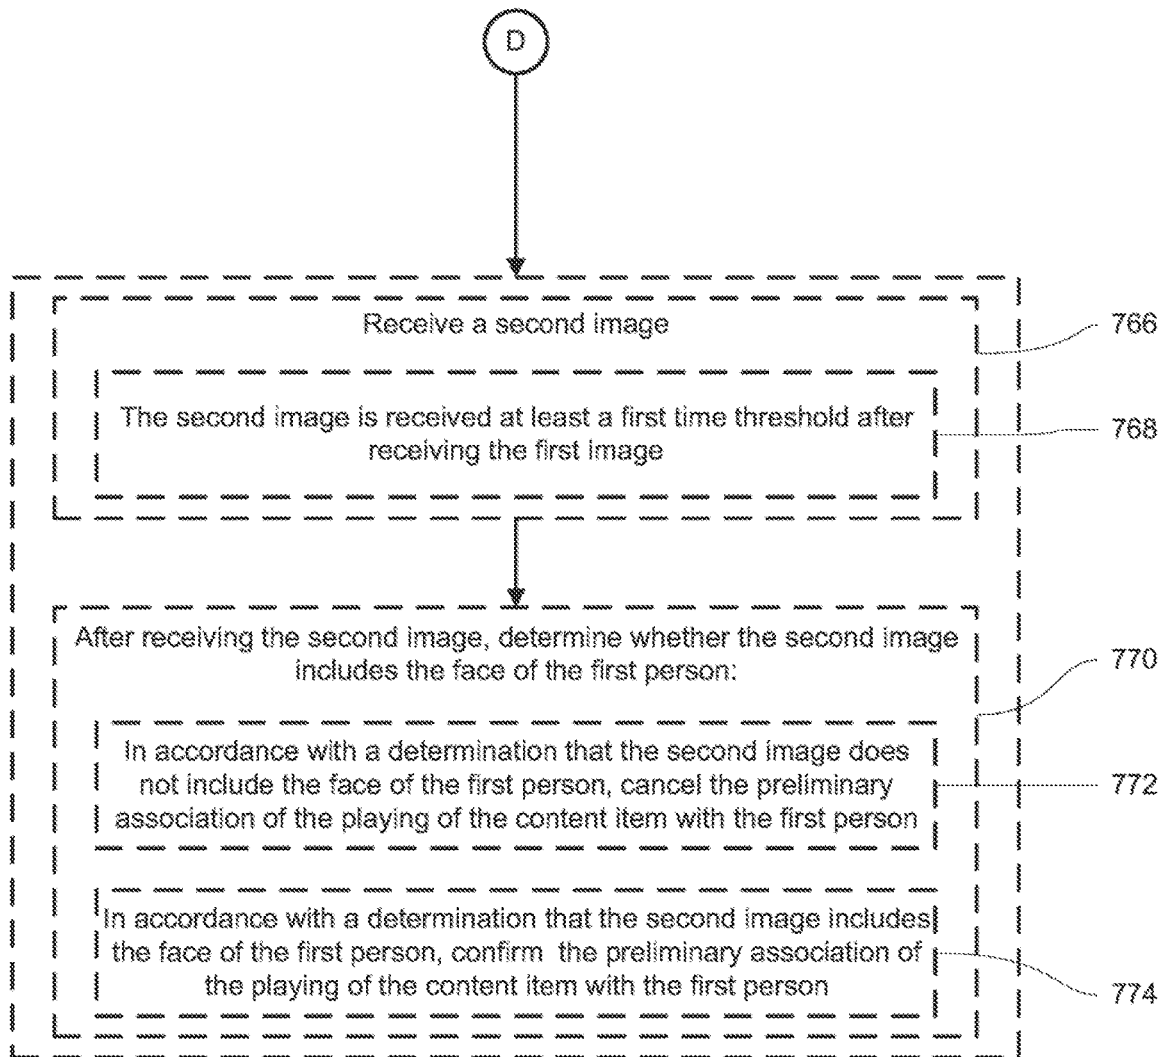 D
Receive a second image
766
The second image is received at least a first time threshold after
receiving the first image
768
After receiving the second image, determine whether the second image
includes the face of the first person:
770
In accordance with a determination that the second image does
not include the face of the first person, cancel the preliminary
association of the playing of the content item with the first person
772
In accordance with a determination that the second image includes
the face of the first person, confirm the preliminary association of
the playing of the content item with the first person
774